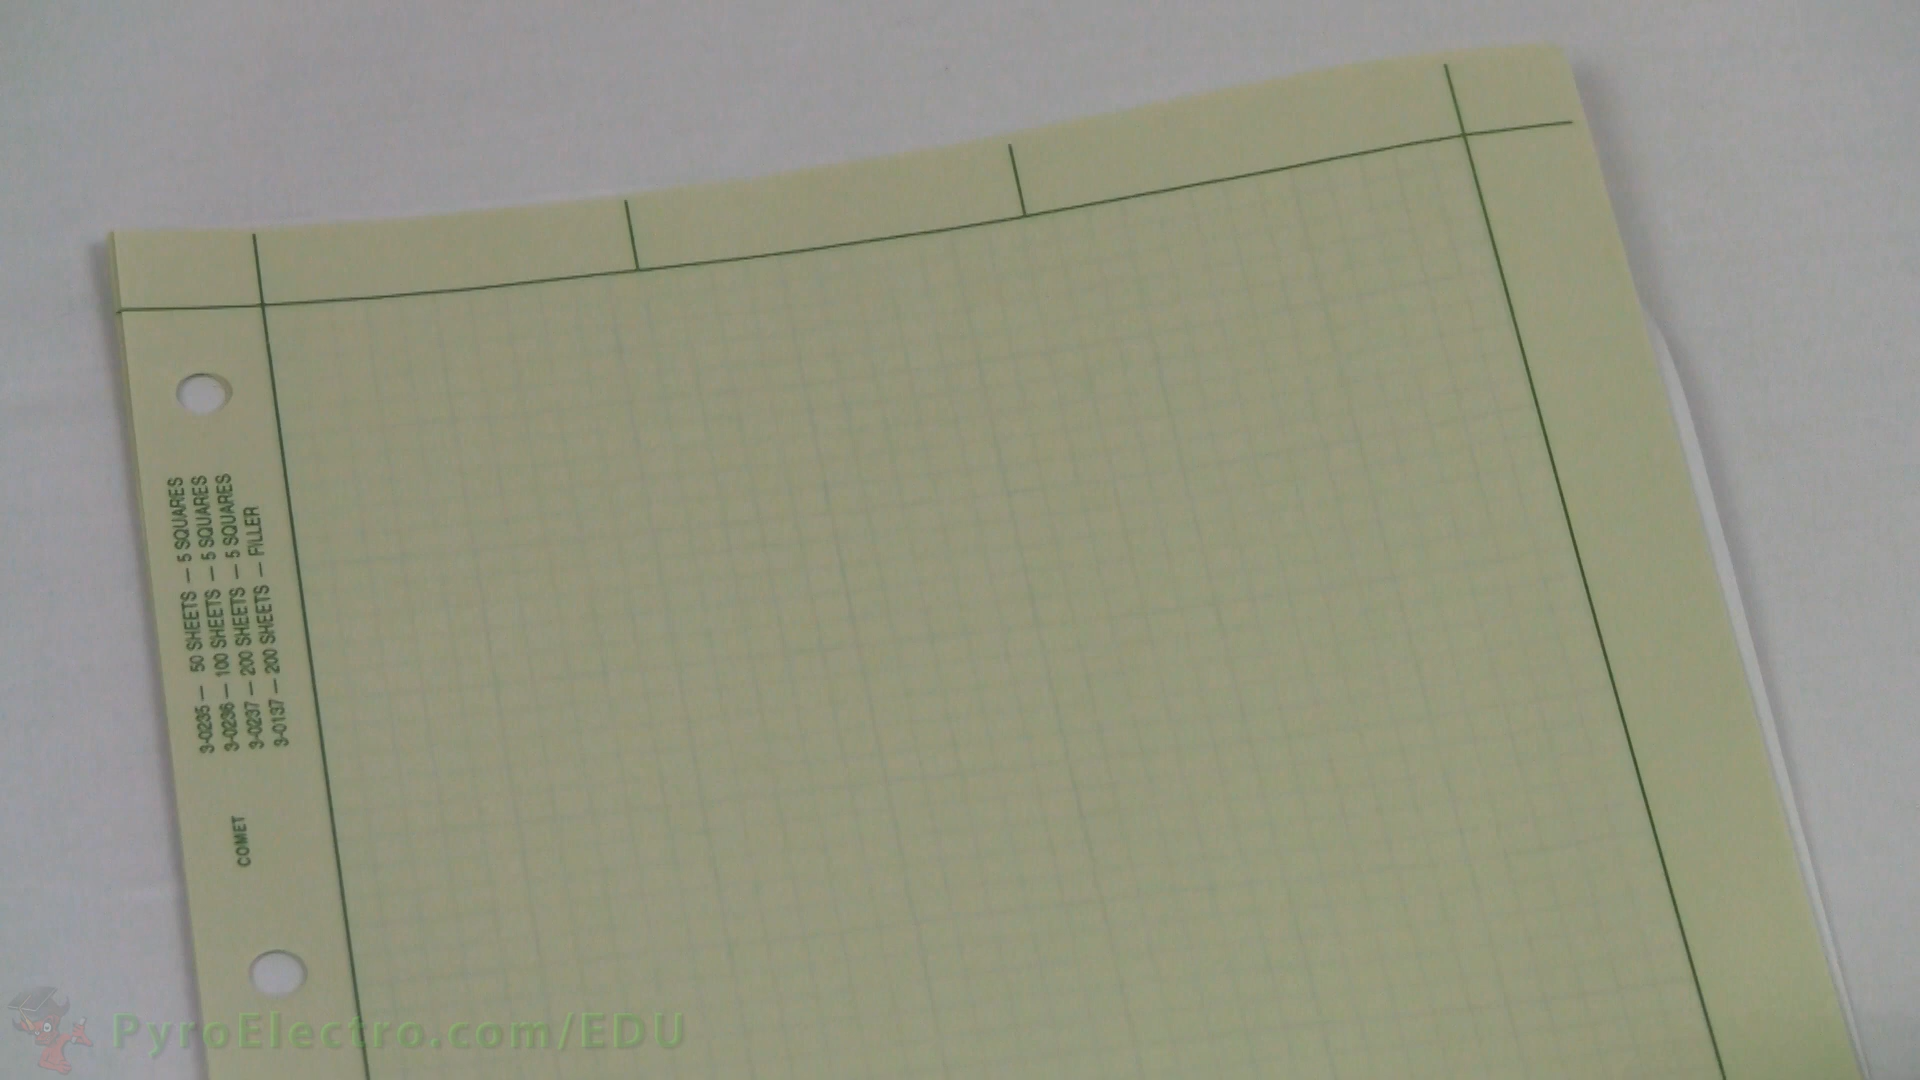 3-0235 — 50 SHEETS — 5 SQUARES
3-0236 — 100 SHEETS — 5 SQUARES
3-0237 — 200 SHEETS — 5 SQUARES
3-0137 — 200 SHEETS — FILLER
COMET
PyroElectro.com/EDU